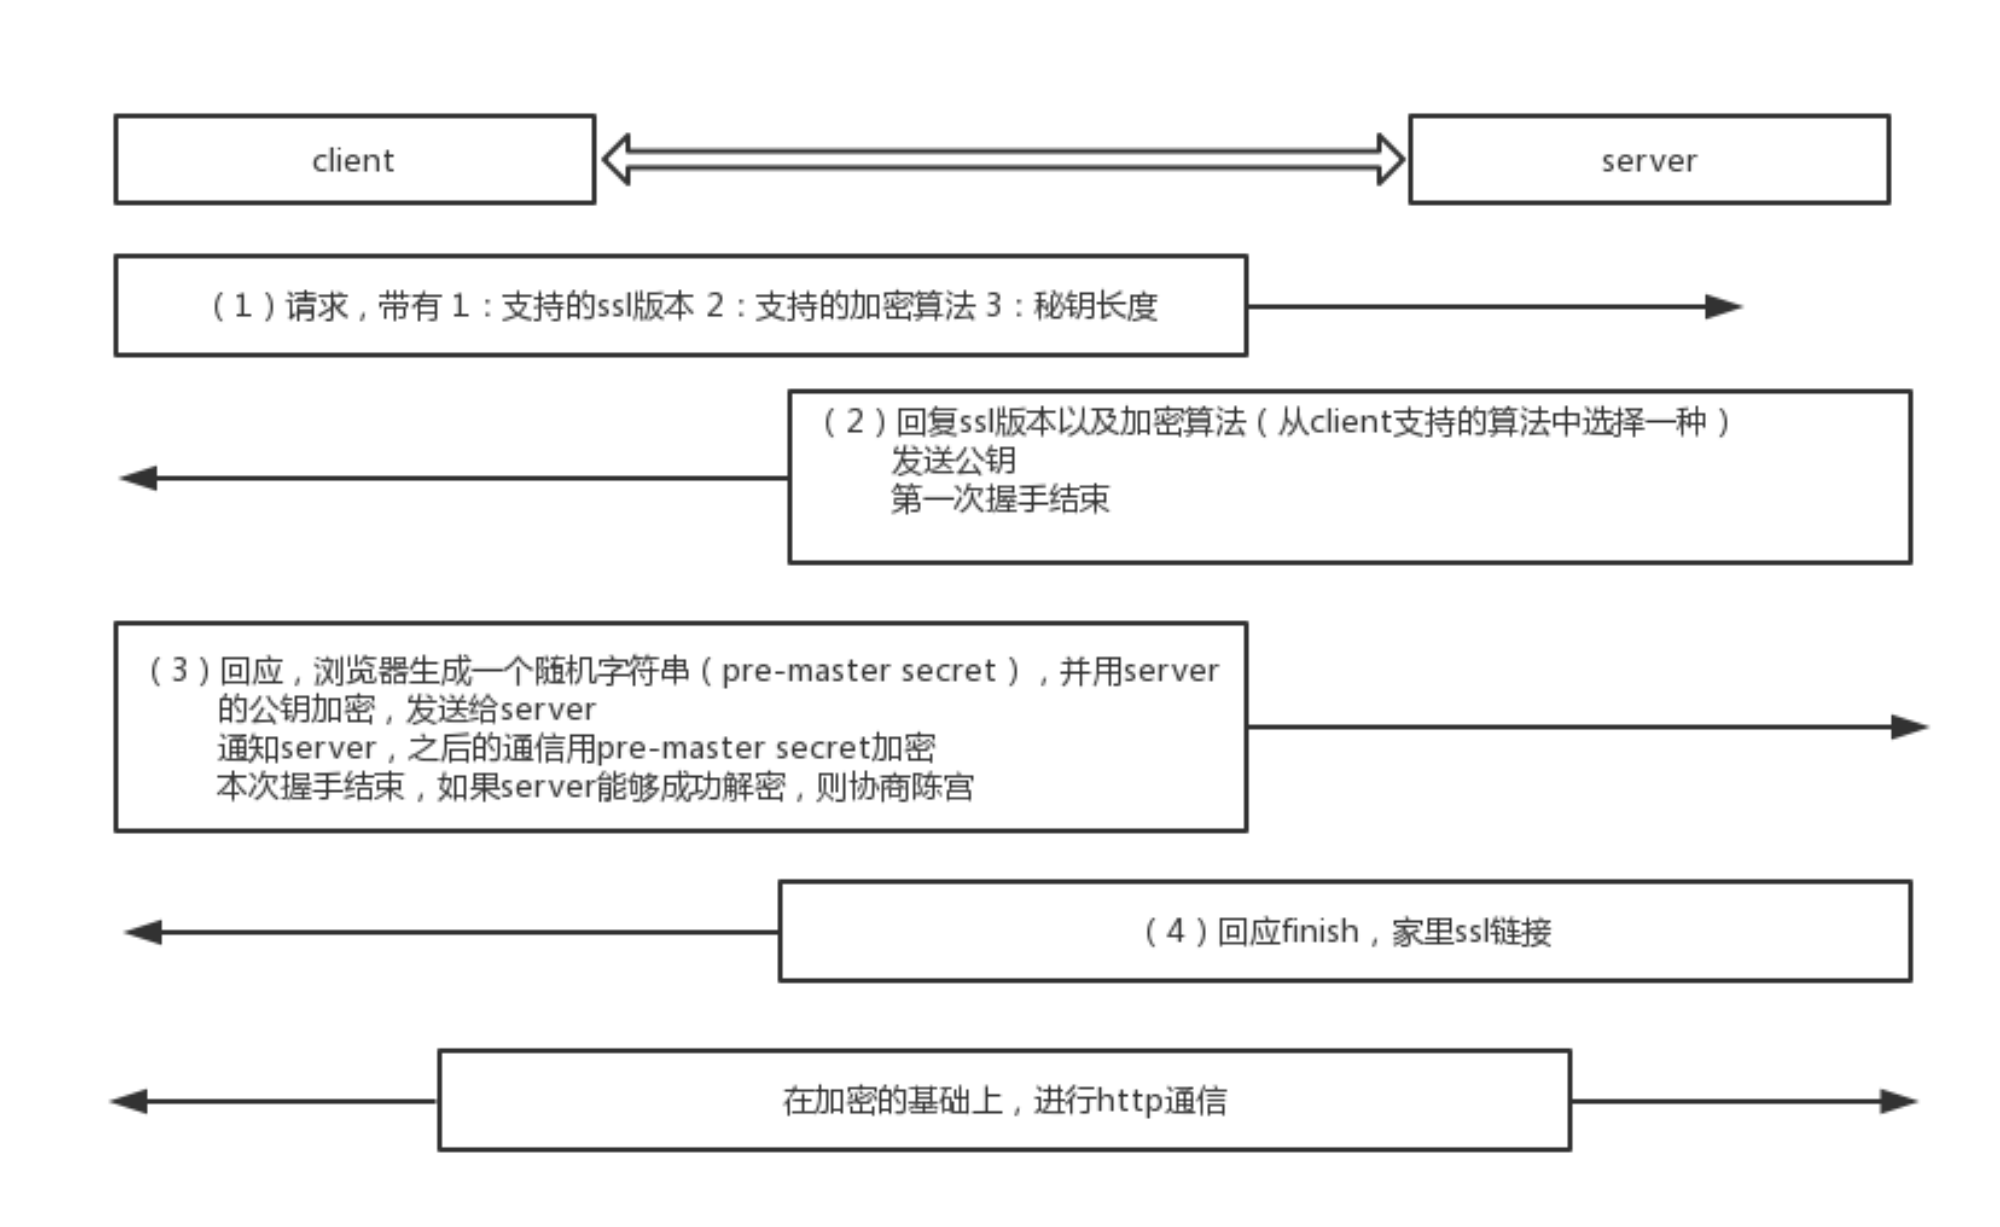 client
server
（1）请求，带有 1：支持的ssl版本 2：支持的加密算法 3：秘钥长度
（2）回复ssl版本以及加密算法（从client支持的算法中选择一种）
发送公钥
第一次握手结束
（3）回应，浏览器生成一个随机字符串（pre-master secret），并用server
的公钥加密，发送给server
通知server，之后的通信用pre-master secret加密
本次握手结束，如果server能够成功解密，则协商陈宫
（4）回应finish，家里ssl链接
在加密的基础上，进行http通信